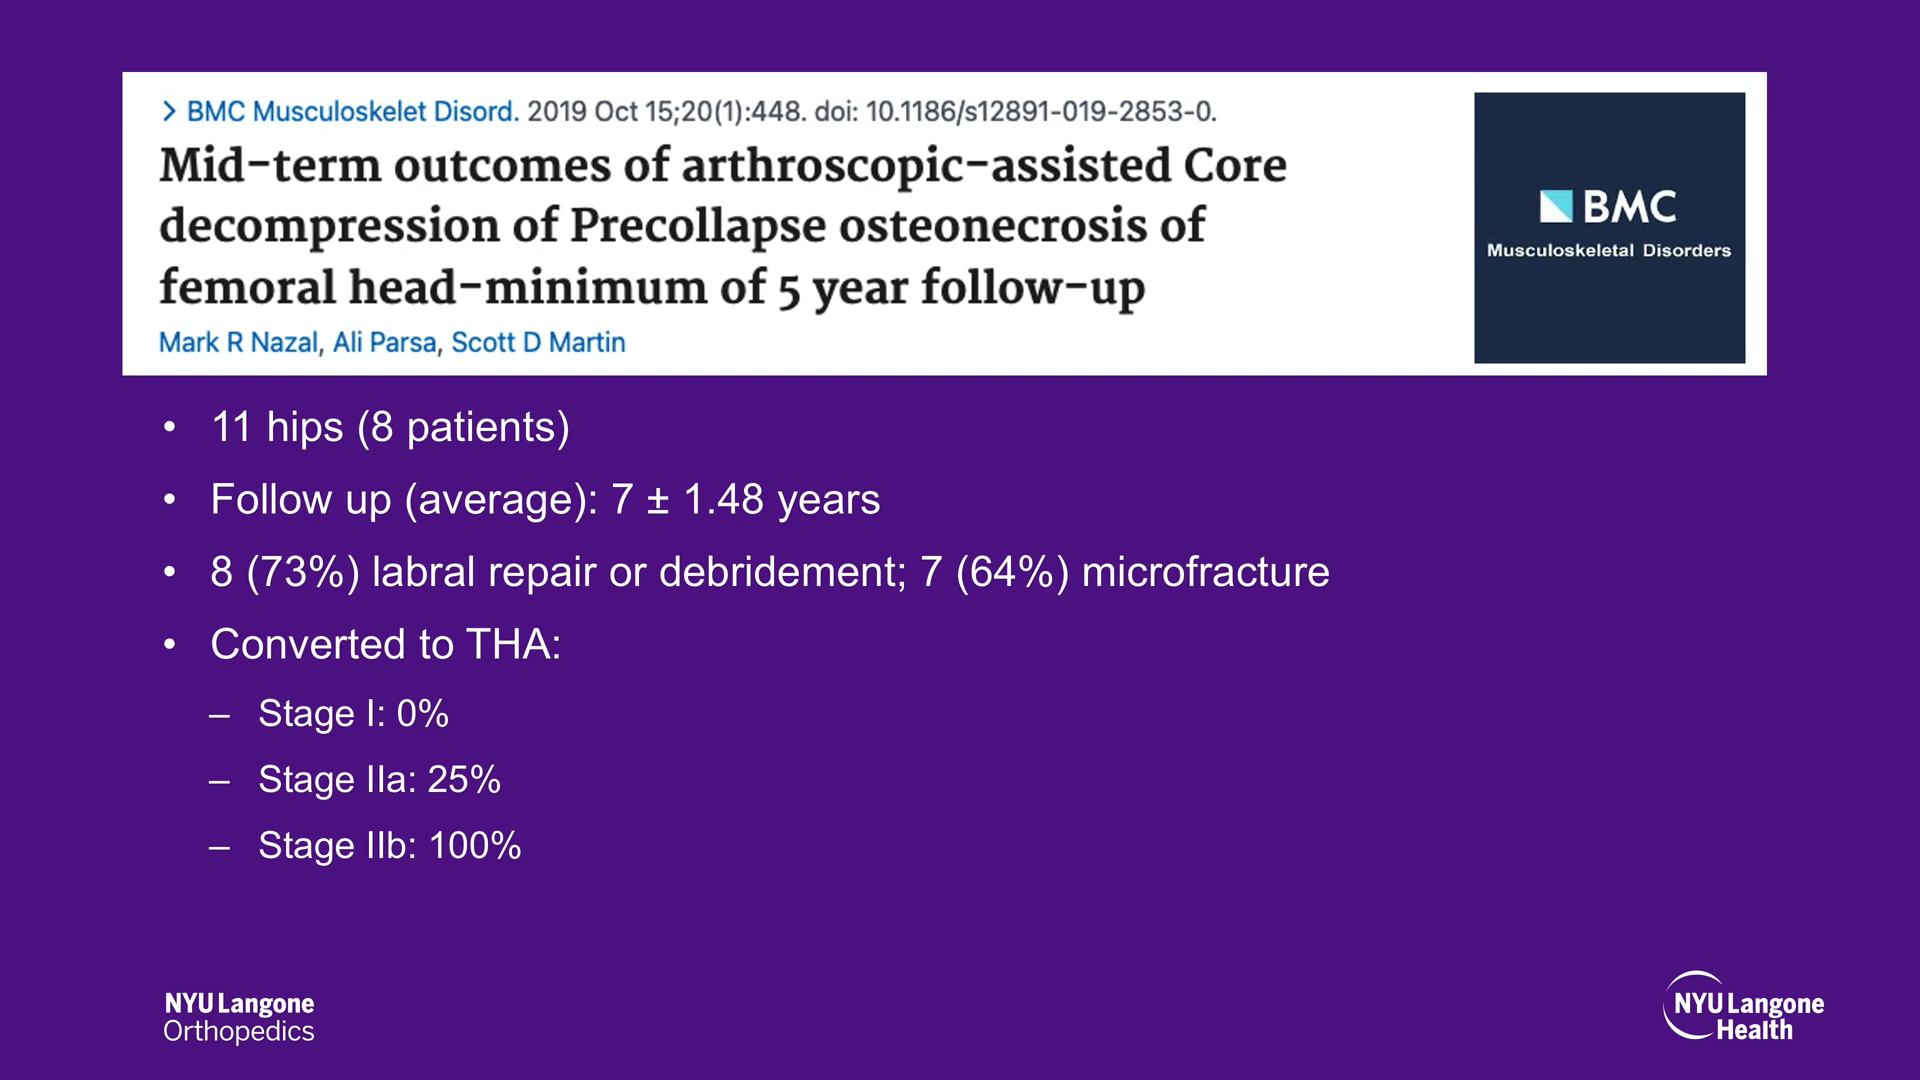 > BMC Musculoskelet Disord. 2019 Oct 15;20(1):448. doi: 10.1186/s12891-019-2853-0.
Mid-term outcomes of arthroscopic-assisted Core
decompression of Precollapse osteonecrosis of
femoral head-minimum of 5 year follow-up
Mark R Nazal, Ali Parsa, Scott D Martin
BMC
Musculoskeletal Disorders
• 11 hips (8 patients)
• Follow up (average): 7 ± 1.48 years
• 8 (73%) labral repair or debridement; 7 (64%) microfracture
• Converted to THA:
– Stage I: 0%
– Stage IIa: 25%
– Stage IIb: 100%
NYU Langone
Orthopedics
NYU Langone
Health